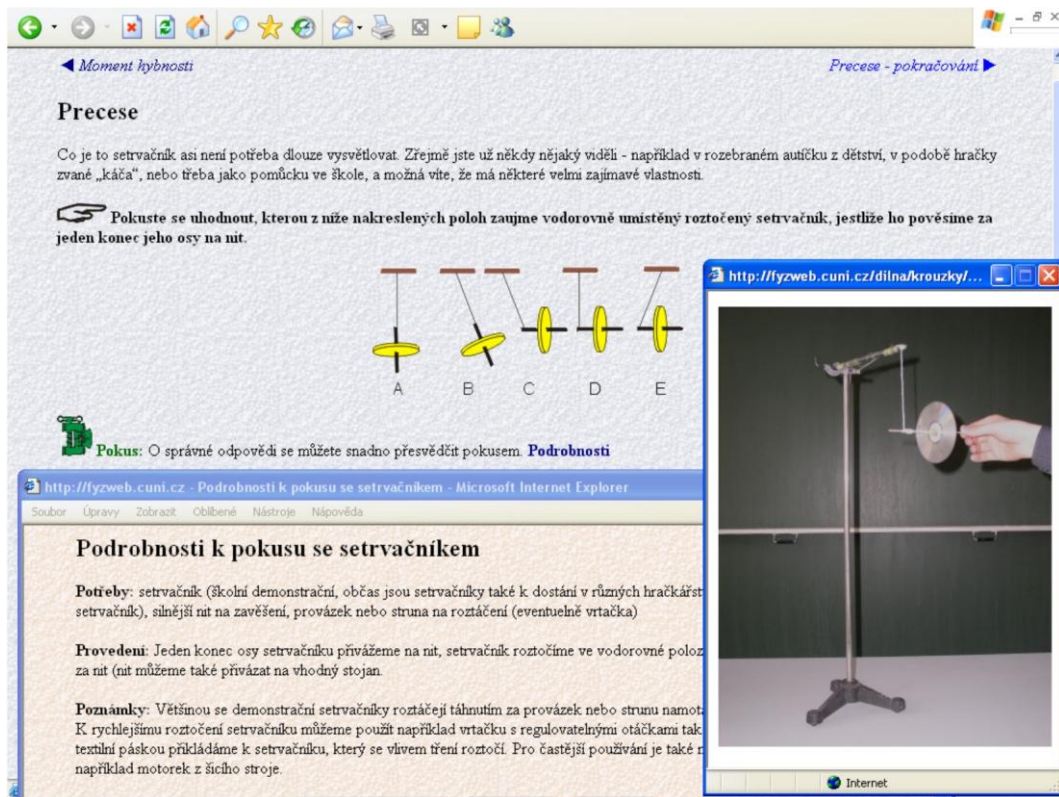 Moment hybnosti
Precese - pokračování
Precese
Co je to setrvačník asi není potřeba dlouze vysvětlovat. Zřejmě jste už někdy nějaký viděli - například v rozebraném autíčku z dětství, v podobě hračky
zvané „káča“, nebo třeba jako pomůcku ve škole, a možná víte, že má některé velmi zajímavé vlastnosti.
Pokuste se uhodnout, kterou z níže nakreslených poloh zaujme vodorovně umístěný roztočený setrvačník, jestliže ho pověsíme za
jeden konec jeho osy na nit.
A B C D E
Pokus: O správné odpovědi se můžete snadno přesvědčit pokusem. Podrobnosti
http://fyzweb.cuni.cz/dilna/krouzky/...
http://fyzweb.cuni.cz - Podrobnosti k pokusu se setrvačníkem - Microsoft Internet Explorer
Soubor Úpravy Zobrazit Oblíbené Nástroje Nápověda
Podrobnosti k pokusu se setrvačníkem
Potřeby: setrvačník (školní demonstrační, občas jsou setrvačníky také k dostání v různých hračkářst
setrvačník), silnější nit na zavěšení, provázek nebo struna na roztáčení (eventuelně vrtačka)
Provedení: Jeden konec osy setrvačníku přivážeme na nit, setrvačník roztočíme ve vodorovné poloz
za nit (nit můžeme také přivázat na vhodný stojan.
Poznámky: Většinou se demonstrační setrvačníky roztáčejí táhnutím za provázek nebo strunu namota
K rychlejšímu roztočení setrvačníku můžeme použít například vrtačku s regulovatelnými otáčkami tak
textilní páskou přikládáme k setrvačníku, který se vlivem tření roztočí. Pro častější používání je také
například motorek z šicího stroje.
Internet